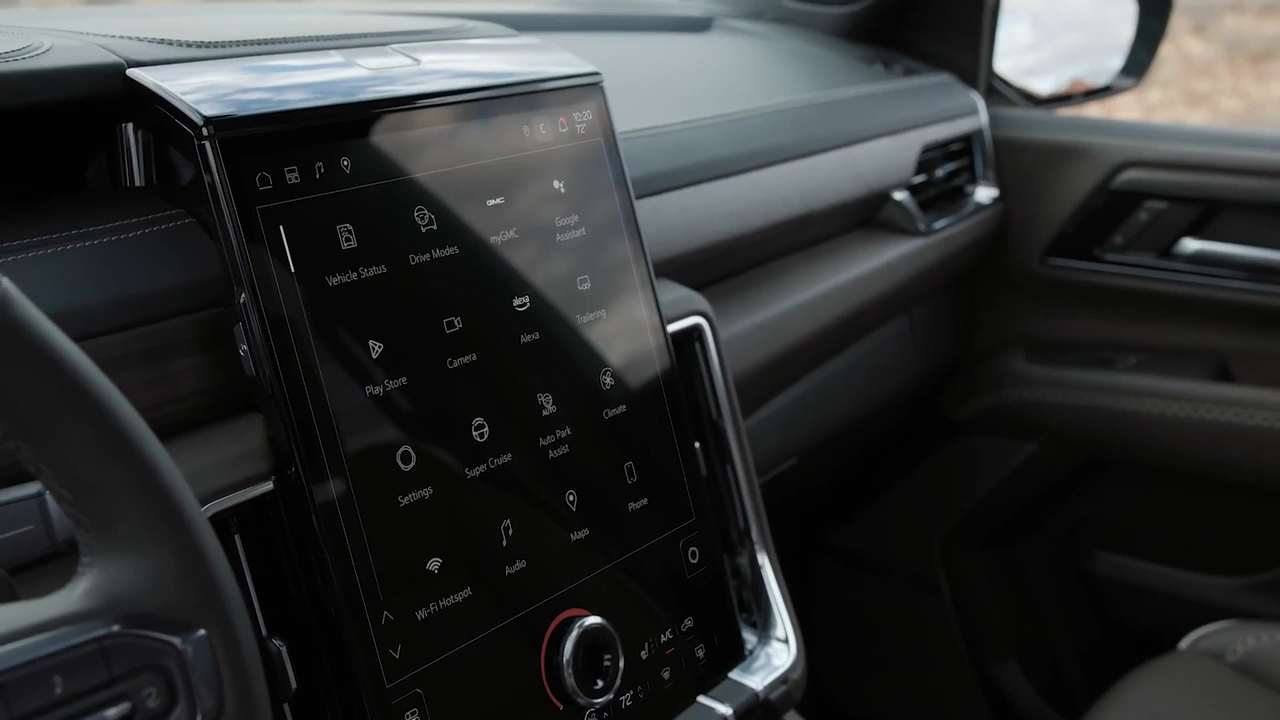 C
10:20
72°
Vehicle Status
Drive Modes
GMC
myGMC
Google
Assistant
Play Store
Camera
alexa
Alexa
Trailering
Settings
Super Cruise
AUTO
Auto Park
Assist
Climate
Wi-Fi Hotspot
Audio
Maps
Phone
A/C
72°